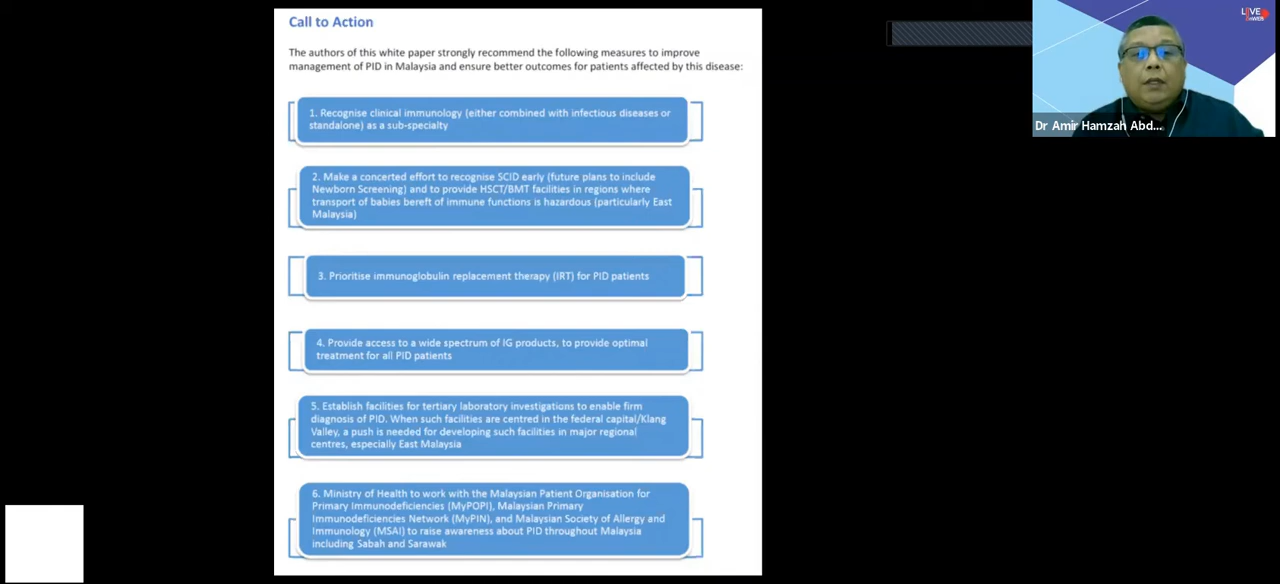 Call to Action
The authors of this white paper strongly recommend the following measures to improve
management of PID in Malaysia and ensure better outcomes for patients affected by this disease:
1. Recognise clinical immunology (either combined with infectious diseases or
standalone) as a sub-specialty
2. Make a concerted effort to recognise SCID early (future plans to include
Newborn Screening) and to provide HSCT/BMT facilities in regions where
transport of babies bereft of immune functions is hazardous (particularly East
Malaysia)
3. Prioritise immunoglobulin replacement therapy (IRT) for PID patients
4. Provide access to a wide spectrum of IG products, to provide optimal
treatment for all PID patients
5. Establish facilities for tertiary laboratory investigations to enable firm
diagnosis of PID. When such facilities are centred in the federal capital/Klang
Valley, a push is needed for developing such facilities in major regional
centres, especially East Malaysia
6. Ministry of Health to work with the Malaysian Patient Organisation for
Primary Immunodeficiencies (MyPOPI), Malaysian Primary
Immunodeficiencies Network (MyPIN), and Malaysian Society of Allergy and
Immunology (MSAI) to raise awareness about PID throughout Malaysia
including Sabah and Sarawak
Dr Amir Hamzah Abd...